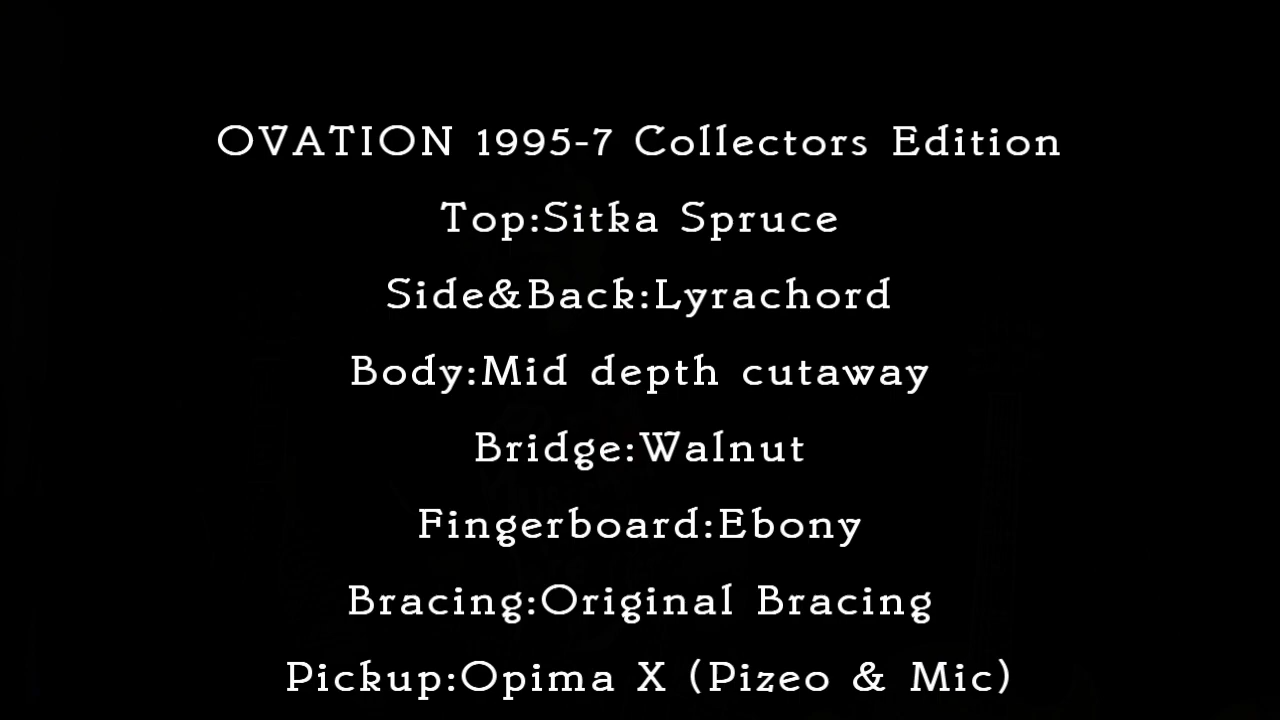 OVATION 1995-7 Collectors Edition
Top:Sitka Spruce
Side&Back:Lyrachord
Body:Mid depth cutaway
Bridge:Walnut
Fingerboard:Ebony
Bracing:Original Bracing
Pickup:Opima X (Pizeo & Mic)